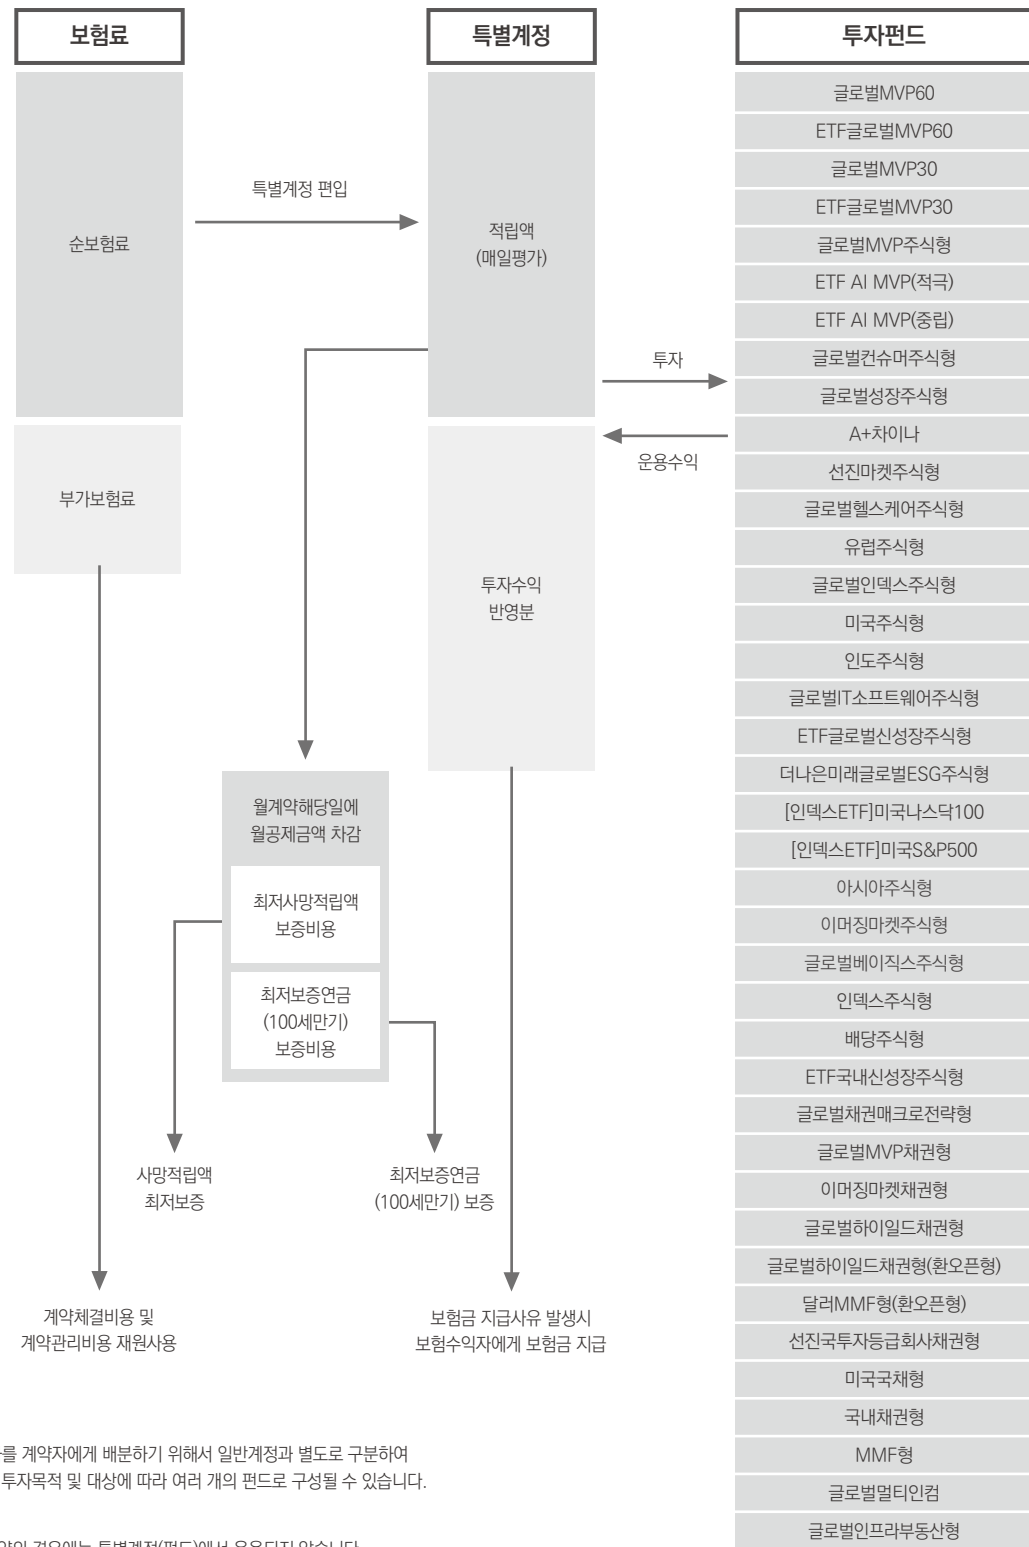 보험료
특별계정
투자펀드
순보험료
부가보험료
특별계정 편입
적립액
(매일평가)
투자
운용수익
투자수익
반영분
월계약해당일에
월공제금액 차감
최저사망적립액
보증비용
최저보증연금
(100세만기)
보증비용
사망적립액
최저보증
최저보증연금
(100세만기) 보증
계약체결비용 및
계약관리비용 재원사용
보험금 지급사유 발생시
보험수익자에게 보험금 지급
글로벌MVP60
ETF글로벌MVP60
글로벌MVP30
ETF글로벌MVP30
글로벌MVP주식형
ETF AI MVP(적극)
ETF AI MVP(중립)
글로벌컨슈머주식형
글로벌성장주식형
A+차이나
선진마켓주식형
글로벌헬스케어주식형
유럽주식형
글로벌인덱스주식형
미국주식형
인도주식형
글로벌IT소프트웨어주식형
ETF글로벌신성장주식형
더나은미래글로벌ESG주식형
[인덱스ETF]미국나스닥100
[인덱스ETF]미국S&P500
아시아주식형
이머징마켓주식형
글로벌베이직스주식형
인덱스주식형
배당주식형
ETF국내신성장주식형
글로벌채권매크로전략형
글로벌MVP채권형
이머징마켓채권형
글로벌하이일드채권형
글로벌하이일드채권형(환오픈형)
달러MMF형(환오픈형)
선진국투자등급회사채권형
미국국채형
국내채권형
MMF형
글로벌멀티인컴
글로벌인프라부동산형
를 계약자에게 배분하기 위해서 일반계정과 별도로 구분하여
투자목적 및 대상에 따라 여러 개의 펀드로 구성될 수 있습니다.
경우에는 특별계정(펀드)에서 운용되지 않습니다